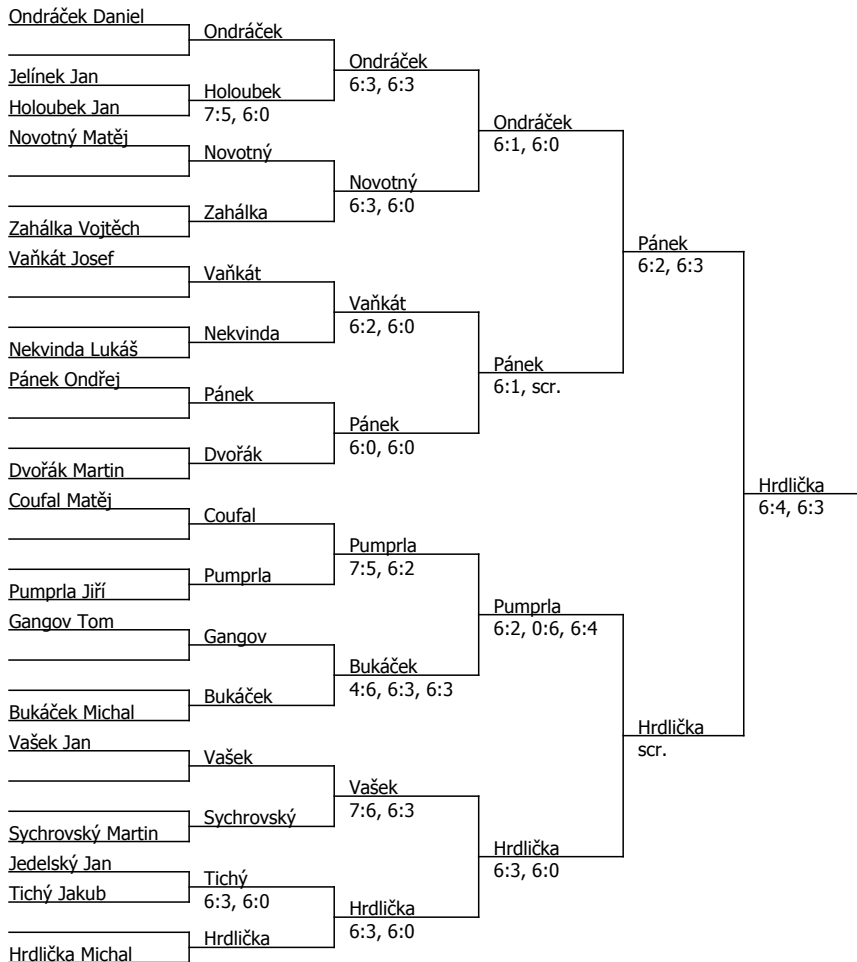 Ondráček Daniel
Ondráček
Ondráček
6:3, 6:3
Jelínek Jan
Holoubek
7:5, 6:0
Holoubek Jan
Ondráček
6:1, 6:0
Novotný Matěj
Novotný
Novotný
6:3, 6:0
Zahálka
Zahálka Vojtěch
Pánek
6:2, 6:3
Vaňkát Josef
Vaňkát
Vaňkát
6:2, 6:0
Nekvinda
Nekvinda Lukáš
Pánek
6:1, scr.
Pánek Ondřej
Pánek
Pánek
6:0, 6:0
Dvořák
Dvořák Martin
Hrdlička
6:4, 6:3
Coufal Matěj
Coufal
Pumprla
7:5, 6:2
Pumprla
Pumprla Jiří
Pumprla
6:2, 0:6, 6:4
Gangov Tom
Gangov
Bukáček
4:6, 6:3, 6:3
Bukáček
Bukáček Michal
Hrdlička
scr.
Vašek Jan
Vašek
Vašek
7:6, 6:3
Sychrovský
Sychrovský Martin
Hrdlička
6:3, 6:0
Jedelský Jan
Tichý
6:3, 6:0
Tichý Jakub
Hrdlička
6:3, 6:0
Hrdlička
Hrdlička Michal